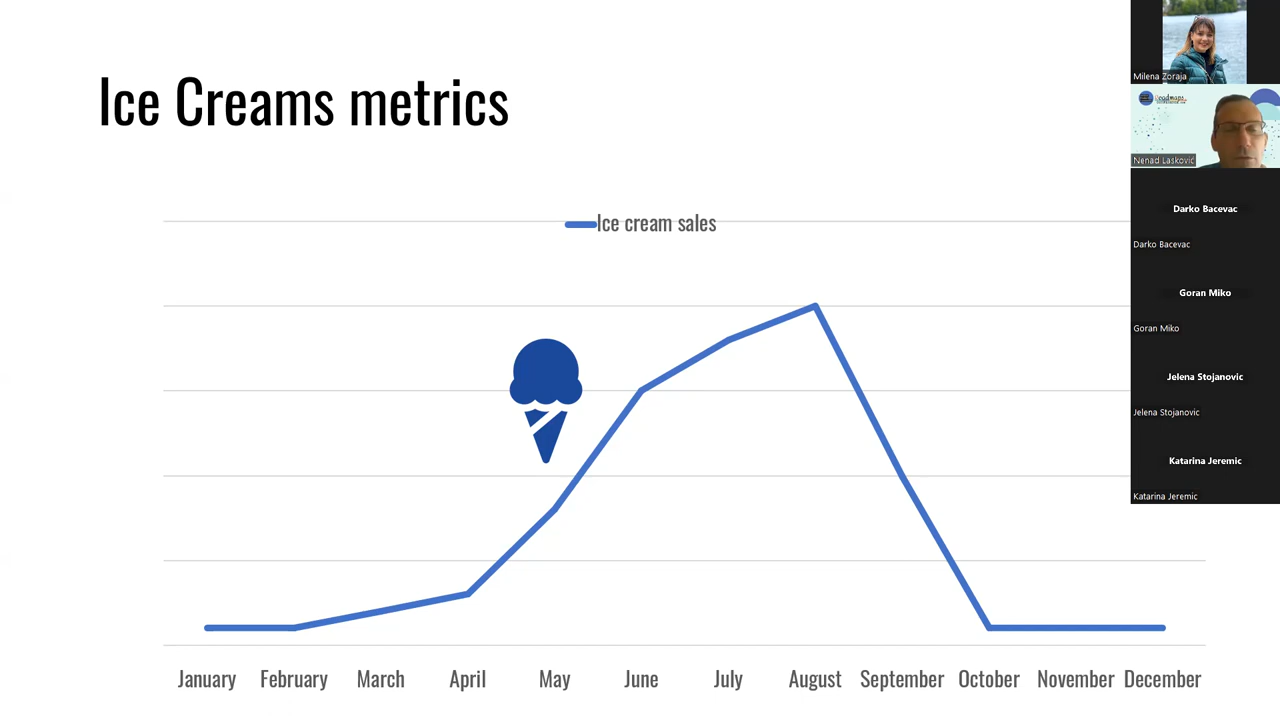 Ice Creams metrics
Ice cream sales
January February March April May June July August September October November December
Milena Zoraja
Nenad Lasković
Darko Bacevac
Darko Bacevac
Goran Miko
Goran Miko
Jelena Stojanovic
Jelena Stojanovic
Katarina Jeremic
Katarina Jeremic